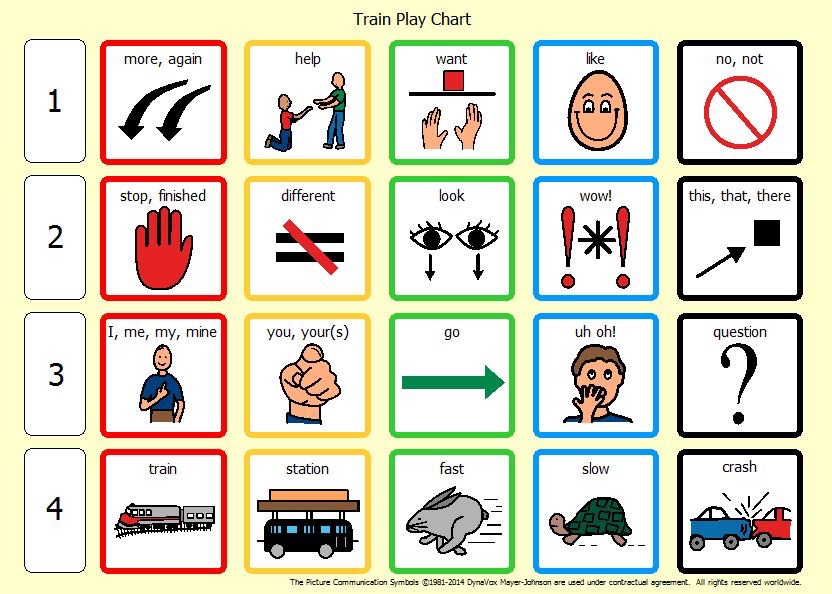 Train Play Chart
1
more, again
help
want
like
no, not
2
stop, finished
different
look
wow!
this, that, there
3
I, me, my, mine
you, your(s)
go
uh oh!
question
?
4
train
station
fast
slow
crash
The Picture Communication Symbols ©1981-2014 DynaVox Mayer-Johnson are used under contractual agreement. All rights reserved worldwide.